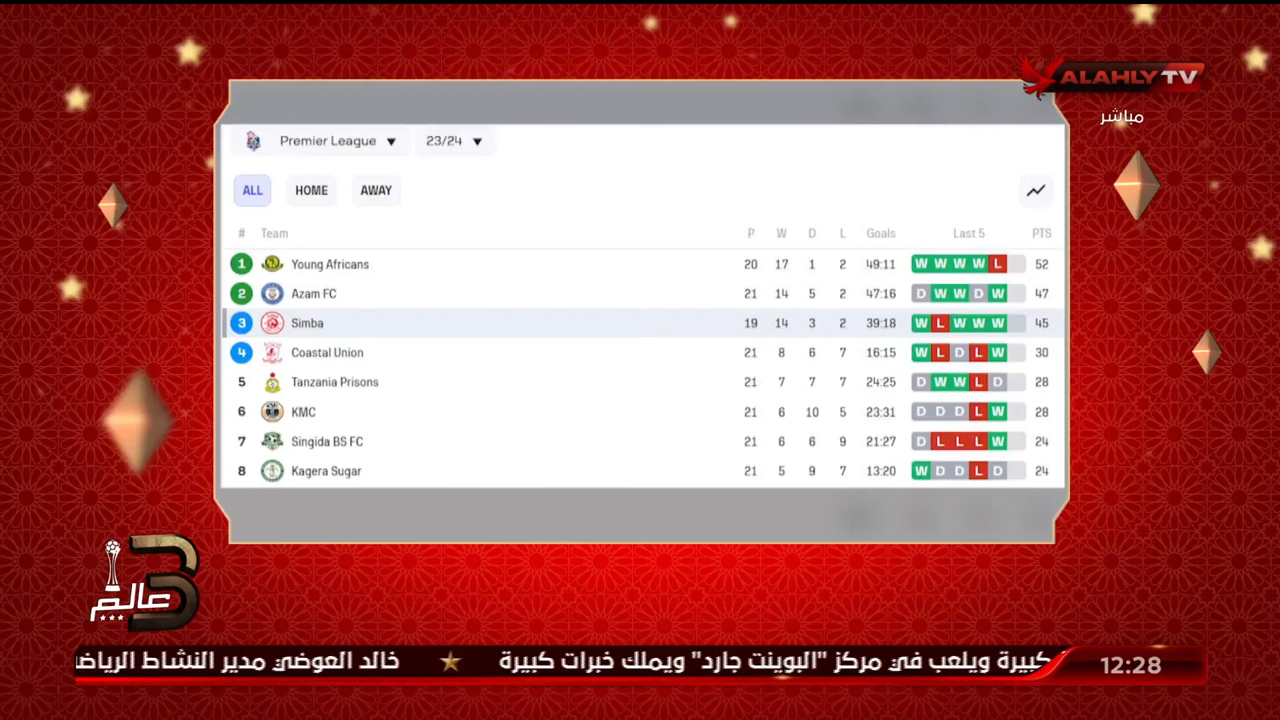 ALAHLY TV
مباشر
Premier League 23/24
ALL HOME AWAY
# Team P W D L Goals Last 5 PTS
1 Young Africans 20 17 1 2 49:11 W W W W L 52
2 Azam FC 21 14 5 2 47:16 D W W D W 47
3 Simba 19 14 3 2 39:18 W L W W W 45
4 Coastal Union 21 8 6 7 16:15 W L D L W 30
5 Tanzania Prisons 21 7 7 7 24:25 D W W L D 28
6 KMC 21 6 10 5 23:31 D D D L W 28
7 Singida BS FC 21 6 6 9 21:27 D L L L W 24
8 Kagera Sugar 21 5 9 7 13:20 W D D L D 24
3
عالم
كبيرة ويلعب في مركز "البوينت جارد" ويملك خبرات كبيرة ★ خالد العوضي مدير النشاط الرياض
12:28